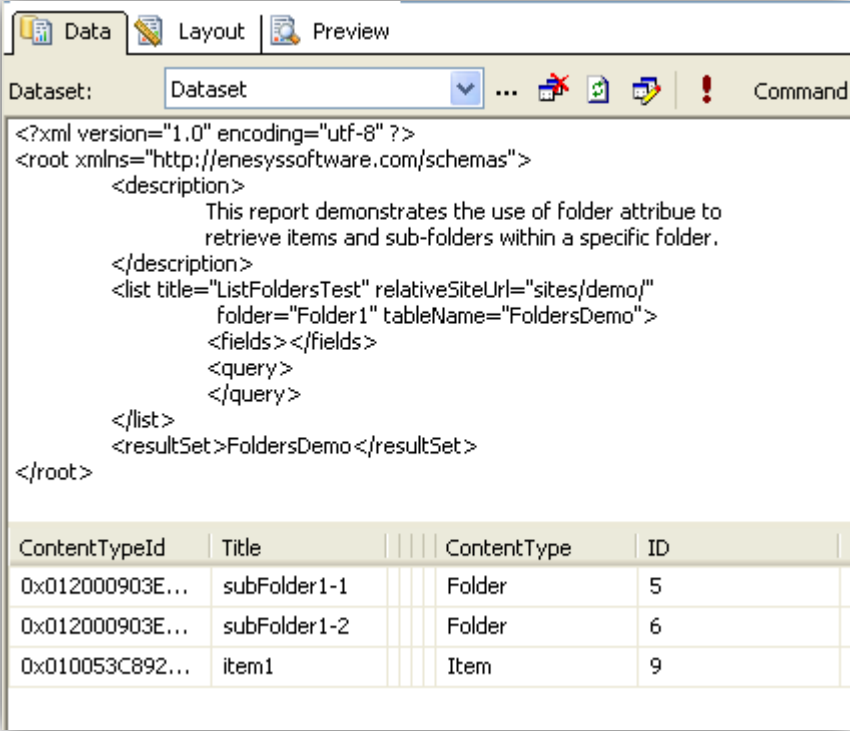 Data Layout Preview
Dataset: Dataset ... Command
<?xml version="1.0" encoding="utf-8" ?>
<root xmlns="http://enesyssoftware.com/schemas">
<description>
This report demonstrates the use of folder attribue to
retrieve items and sub-folders within a specific folder.
</description>
<list title="ListFoldersTest" relativeSiteUrl="sites/demo/"
folder="Folder1" tableName="FoldersDemo">
<fields></fields>
<query>
</query>
</list>
<resultSet>FoldersDemo</resultSet>
</root>
ContentTypeId Title ContentType ID
0x012000903E... subFolder1-1 Folder 5
0x012000903E... subFolder1-2 Folder 6
0x010053C892... item1 Item 9